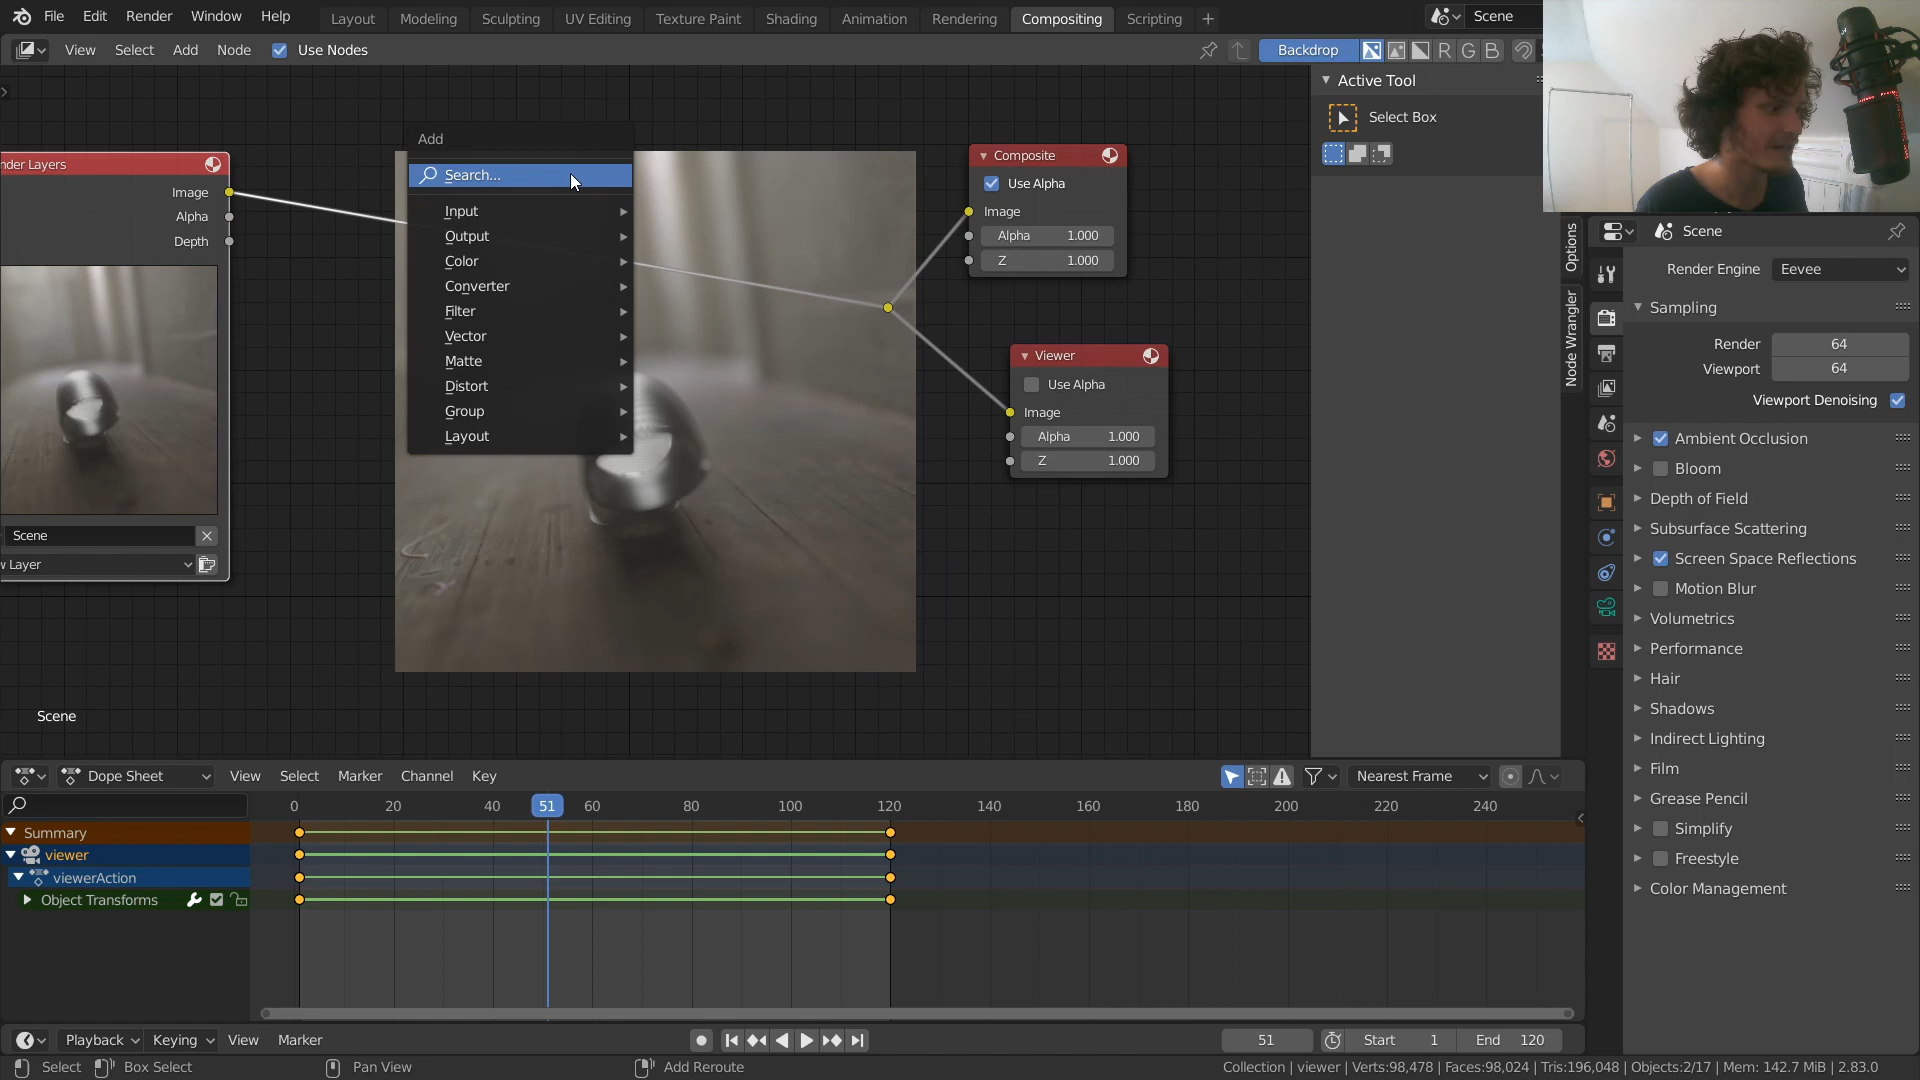 File Edit Render Window Help Layout Modeling Sculpting UV Editing Texture Paint Shading Animation Rendering Compositing Scripting + Scene
View Select Add Node Use Nodes Backdrop R G B
Active Tool
Select Box
Options
Node Wrangler
nder Layers
Image
Alpha
Depth
Scene
w Layer
Add
Search...
Input
Output
Color
Converter
Filter
Vector
Matte
Distort
Group
Layout
Composite
Use Alpha
Image
Alpha 1.000
Z 1.000
Viewer
Use Alpha
Image
Alpha 1.000
Z 1.000
Scene
Scene
Render Engine Eevee
Sampling
Render 64
Viewport 64
Viewport Denoising
Ambient Occlusion
Bloom
Depth of Field
Subsurface Scattering
Screen Space Reflections
Motion Blur
Volumetrics
Performance
Hair
Shadows
Indirect Lighting
Film
Grease Pencil
Simplify
Freestyle
Color Management
Dope Sheet View Select Marker Channel Key Nearest Frame
0 20 40 51 60 80 100 120 140 160 180 200 220 240
Summary
viewer
viewerAction
Object Transforms
Playback Keying View Marker 51 Start 1 End 120
Select Box Select Pan View Add Reroute Collection | viewer | Verts:98,478 | Faces:98,024 | Tris:196,048 | Objects:2/17 | Mem: 142.7 MiB | 2.83.0